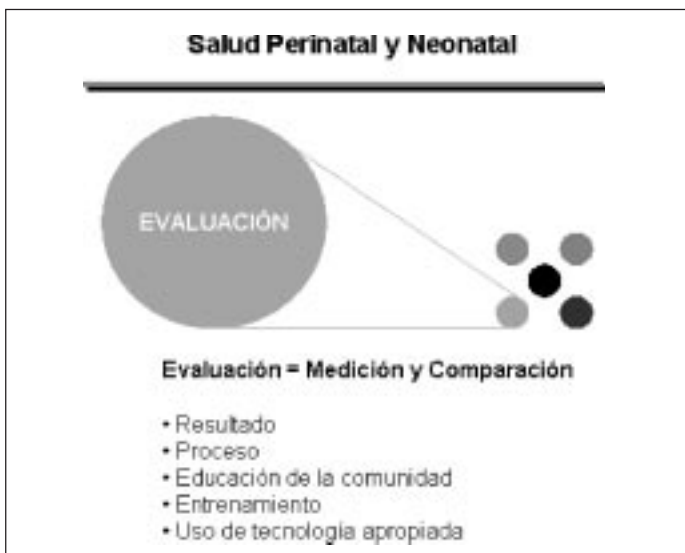 Salud Perinatal y Neonatal
EVALUACIÓN
Evaluación = Medición y Comparación
• Resultado
• Proceso
• Educación de la comunidad
• Entrenamiento
• Uso de tecnología apropiada